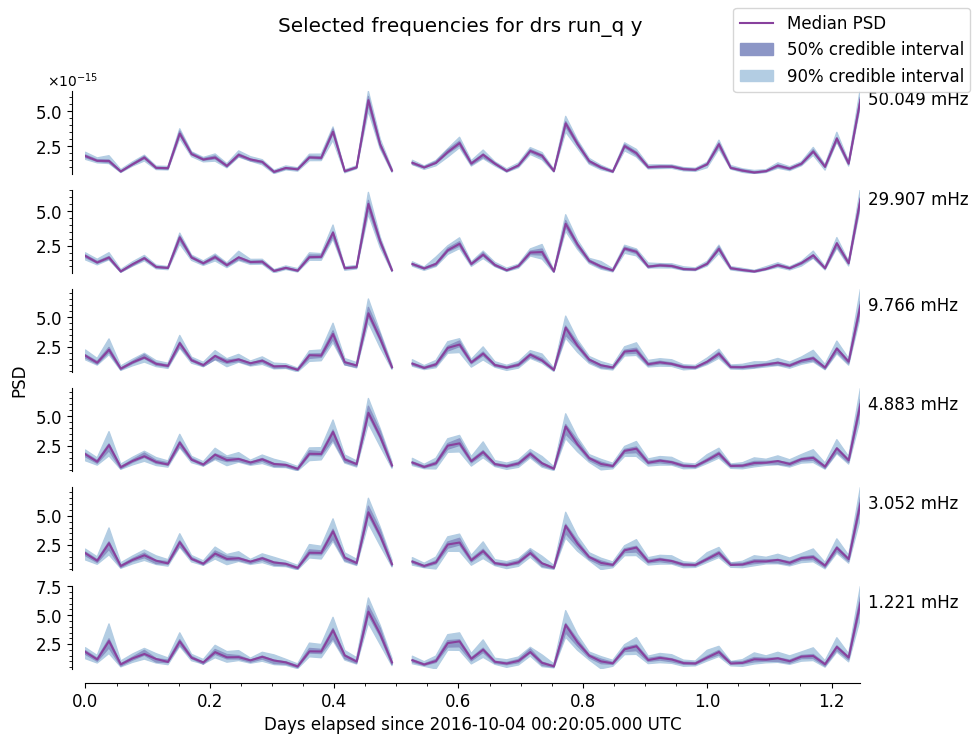 Selected frequencies for drs run_q y
Median PSD
50% credible interval
90% credible interval
×10⁻¹⁵
5.0
2.5
50.049 mHz
5.0
2.5
29.907 mHz
5.0
2.5
9.766 mHz
5.0
2.5
4.883 mHz
5.0
2.5
3.052 mHz
7.5
5.0
2.5
1.221 mHz
PSD
0.0 0.2 0.4 0.6 0.8 1.0 1.2
Days elapsed since 2016-10-04 00:20:05.000 UTC